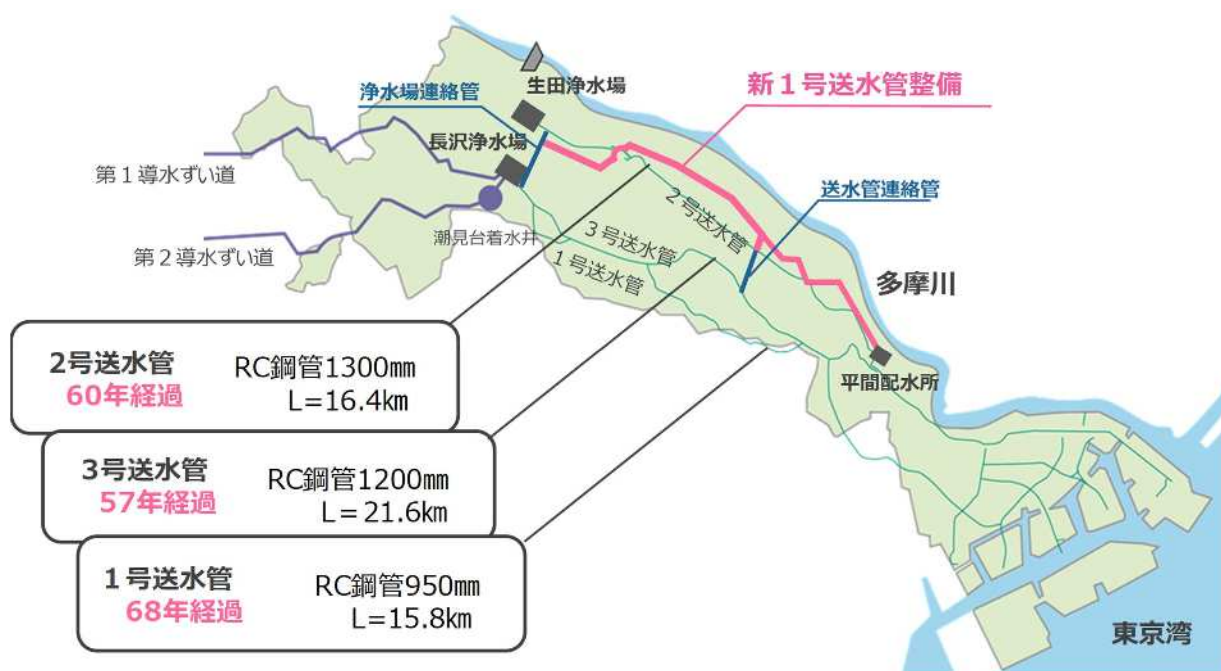 生田浄水場
新１号送水管整備
浄水場連絡管
長沢浄水場
第１導水ずい道
２号送水管
送水管連絡管
潮見台着水井
３号送水管
第２導水ずい道
１号送水管
多摩川
2号送水管
60年経過
RC鋼管1300㎜
L=16.4km
平間配水所
3号送水管
57年経過
RC鋼管1200㎜
L=21.6km
１号送水管
68年経過
RC鋼管950㎜
L=15.8km
東京湾